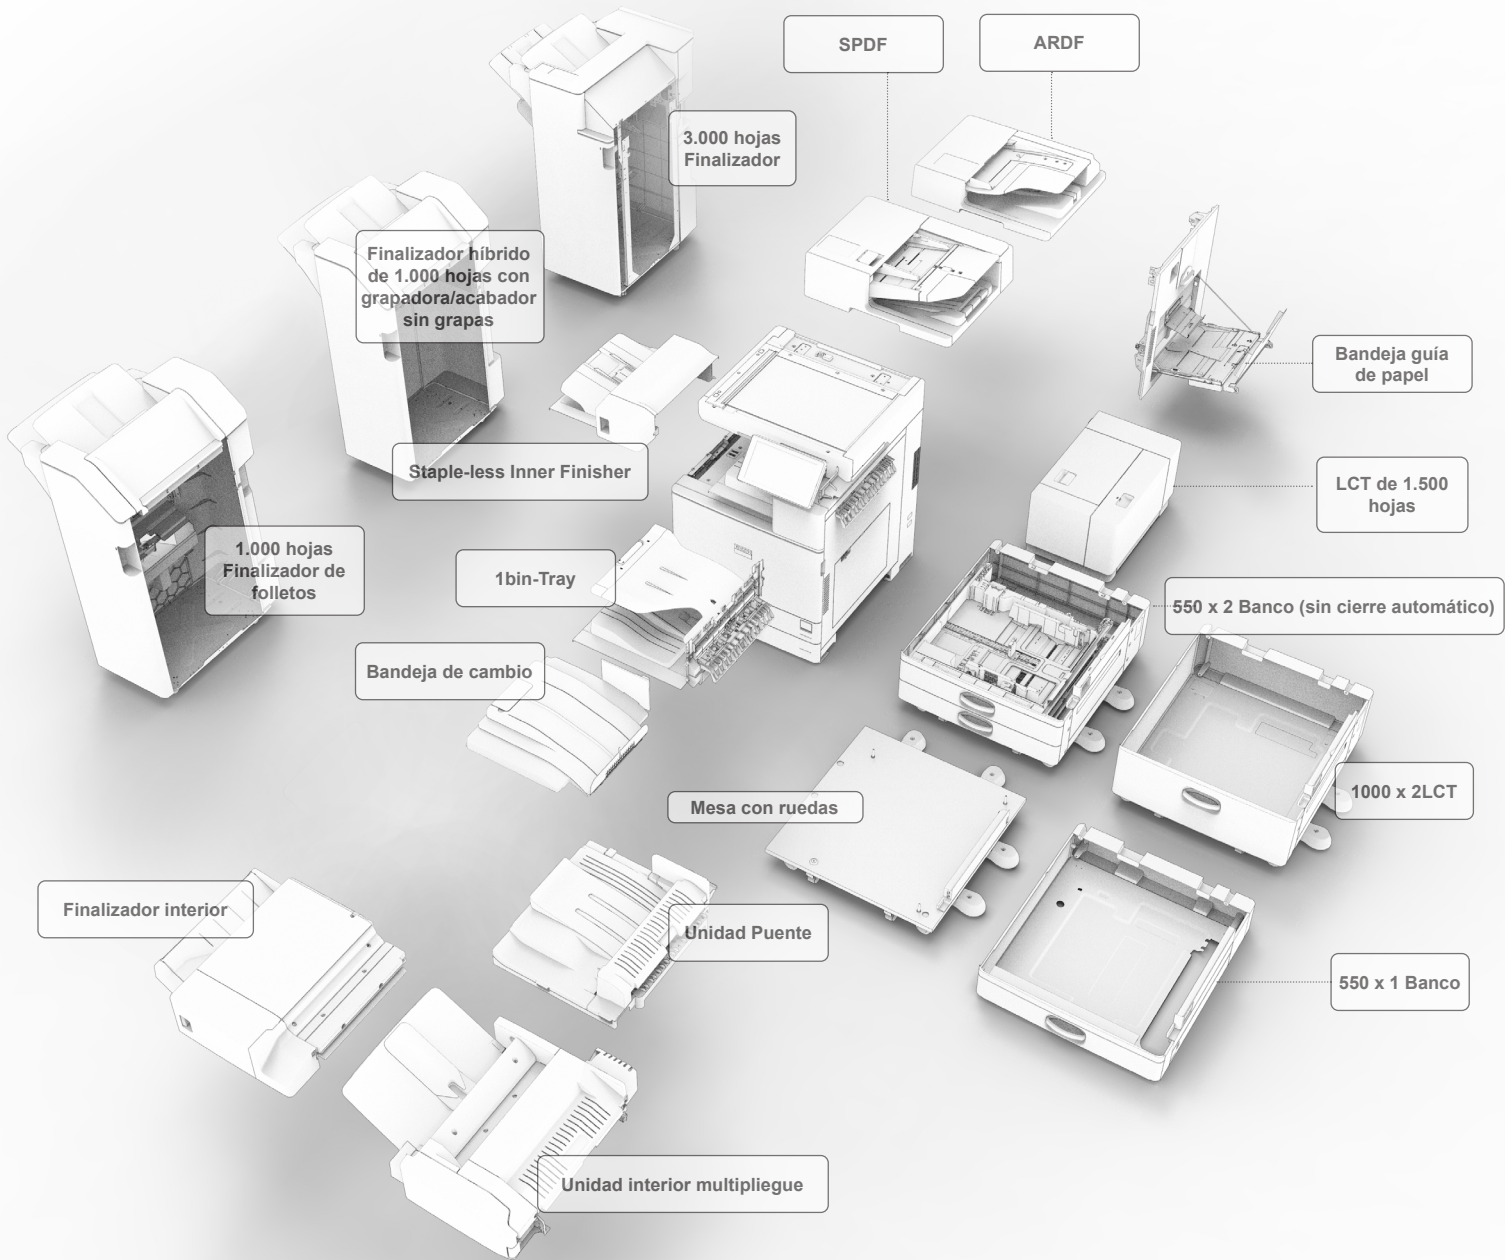 SPDF
ARDF
3.000 hojas
Finalizador
Finalizador híbrido
de 1.000 hojas con
grapadora/acabador
sin grapas
Bandeja guía
de papel
Staple-less Inner Finisher
LCT de 1.500
hojas
1.000 hojas
Finalizador de
folletos
1bin-Tray
550 x 2 Banco (sin cierre automático)
Bandeja de cambio
Mesa con ruedas
1000 x 2LCT
Finalizador interior
Unidad Puente
550 x 1 Banco
Unidad interior multipliegue